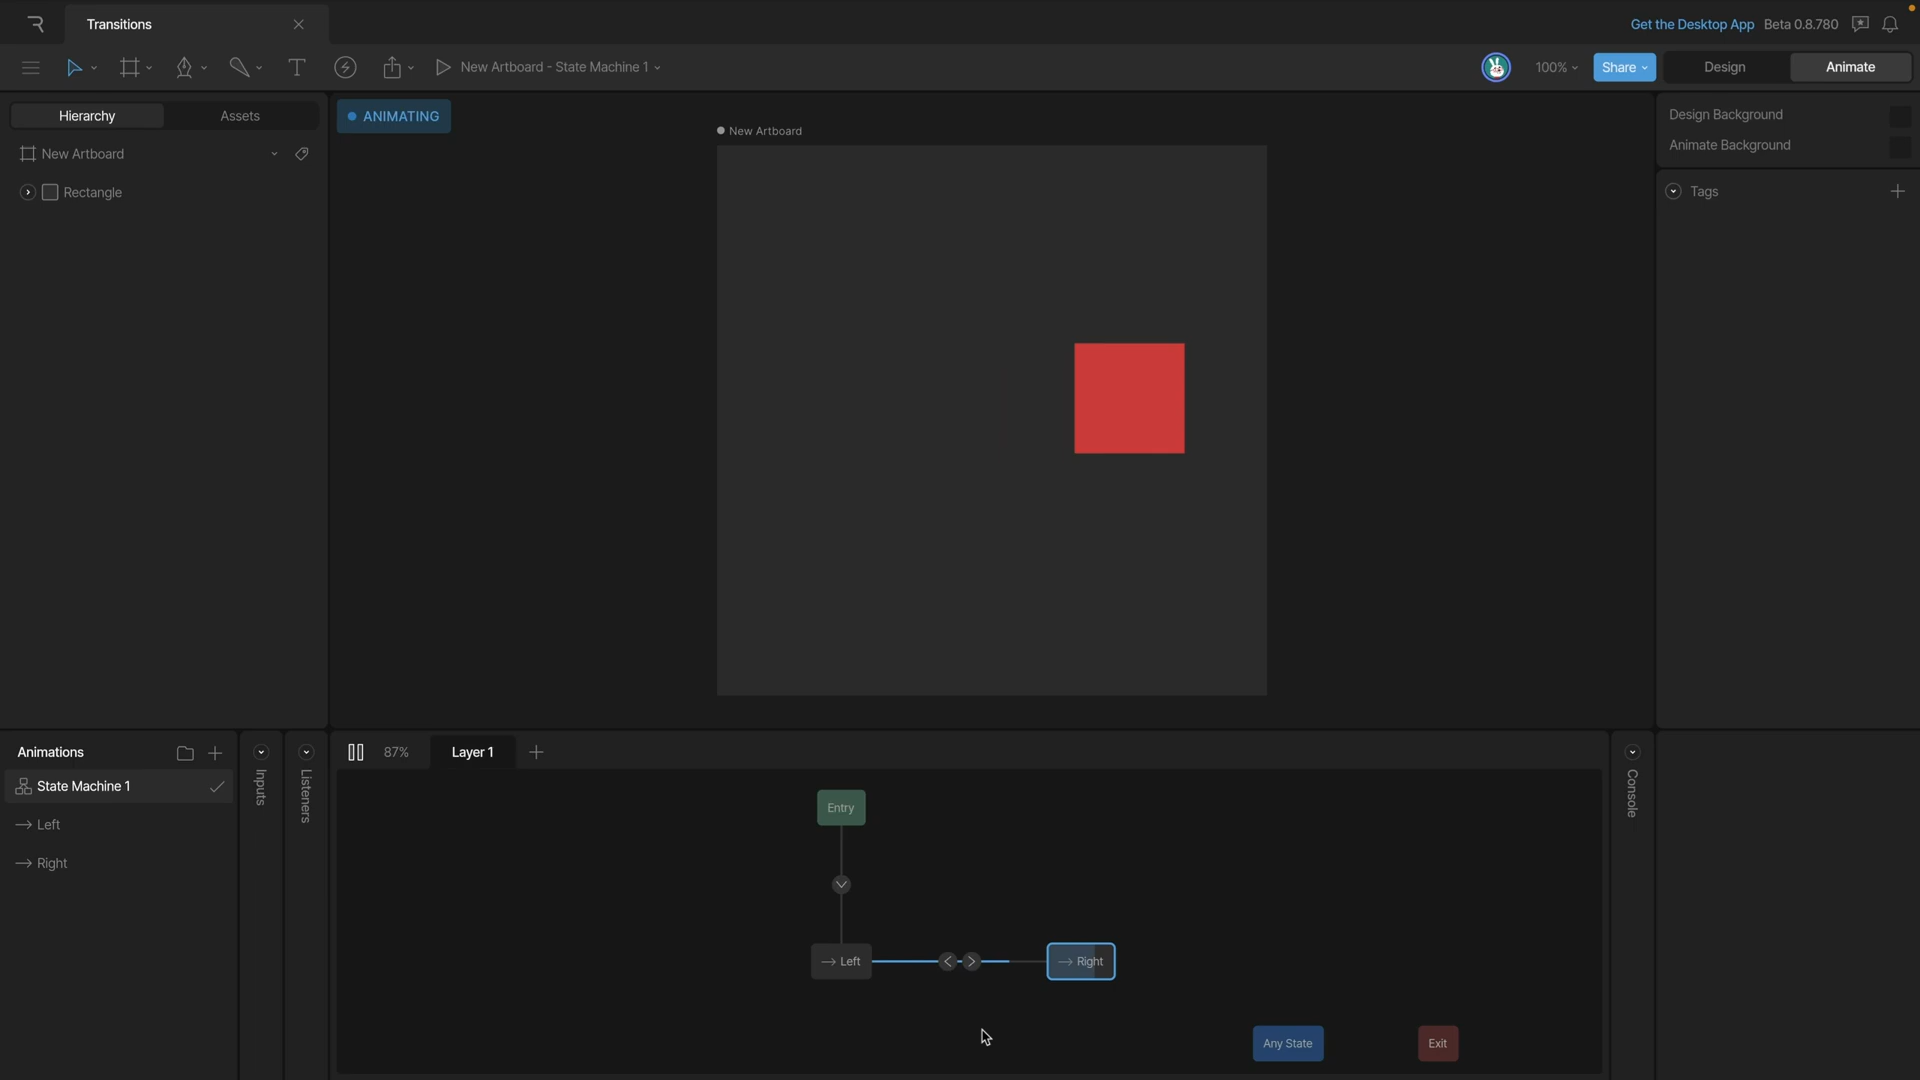 Transitions
Get the Desktop App
Beta 0.8.780
New Artboard - State Machine 1
100%
Share
Design
Animate
Hierarchy
Assets
New Artboard
Rectangle
ANIMATING
New Artboard
Design Background
Animate Background
Tags
Animations
State Machine 1
Left
Right
Inputs
Listeners
87%
Layer 1
Entry
Left
Right
Any State
Exit
Console